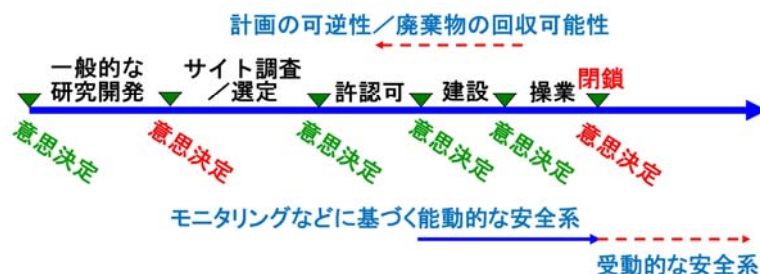 計画の可逆性／廃棄物の回収可能性
一般的な
研究開発
サイト調査
／選定
許認可
建設
操業
閉鎖
意思決定
意思決定
意思決定
意思決定
意思決定
意思決定
モニタリングなどに基づく能動的な安全系
受動的な安全系